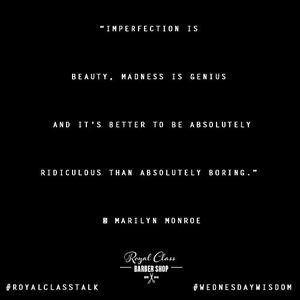 "IMPERFECTION IS
BEAUTY, MADNESS IS GENIUS
AND IT'S BETTER TO BE ABSOLUTELY
RIDICULOUS THAN ABSOLUTELY BORING."
MARILYN MONROE
Royal Class
BARBER SHOP
#ROYALCLASSTALK #WEDNESDAYWISDOM